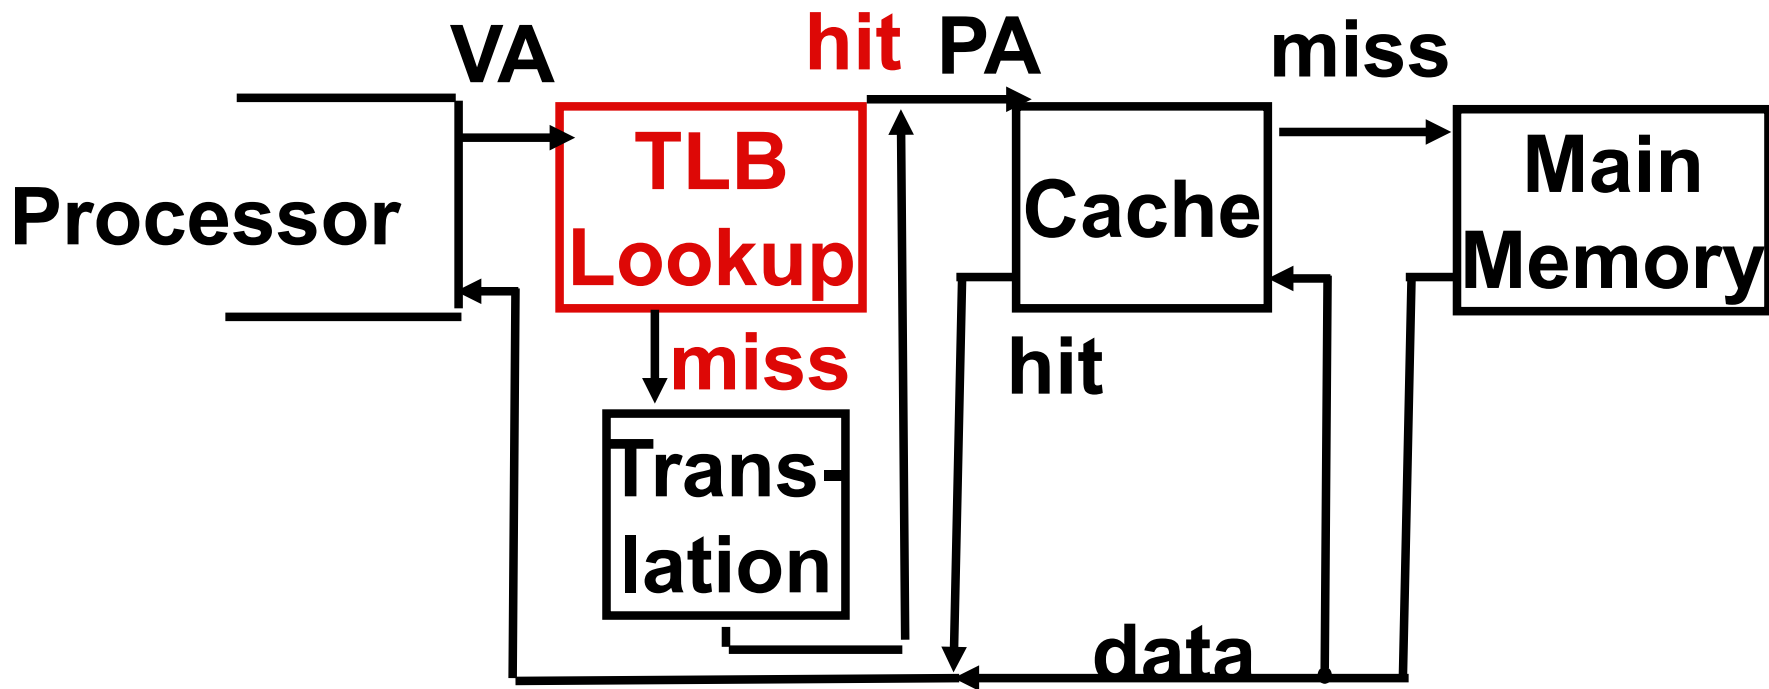 VA
hit PA
miss
Processor
TLB
Lookup
Cache
Main
Memory
miss
hit
Trans-
lation
data